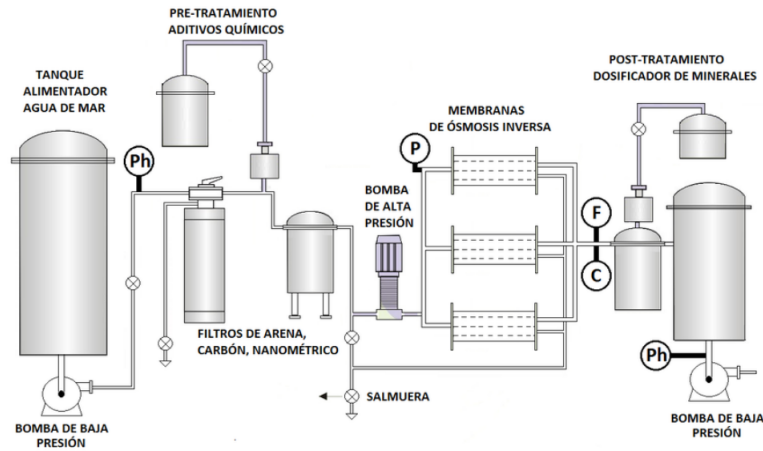 PRE-TRATAMIENTO
ADITIVOS QUÍMICOS
TANQUE
ALIMENTADOR
AGUA DE MAR
Ph
FILTROS DE ARENA,
CARBÓN, NANOMÉTRICO
BOMBA DE BAJA
PRESIÓN
BOMBA
DE ALTA
PRESIÓN
P
MEMBRANAS
DE ÓSMOSIS INVERSA
SALMUERA
F
C
POST-TRATAMIENTO
DOSIFICADOR DE MINERALES
Ph
BOMBA DE BAJA
PRESIÓN